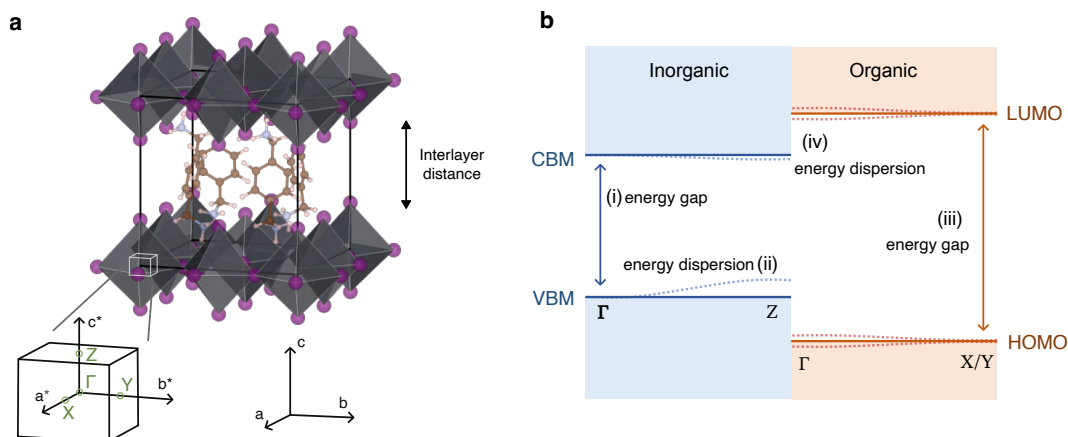 a
Interlayer
distance
c*
Z
Γ
Y
b*
a*
X
c
b
a
b
Inorganic
Organic
LUMO
CBM
(iv)
energy dispersion
(i) energy gap
(iii)
energy gap
energy dispersion (ii)
VBM
Γ
Z
HOMO
Γ
X/Y